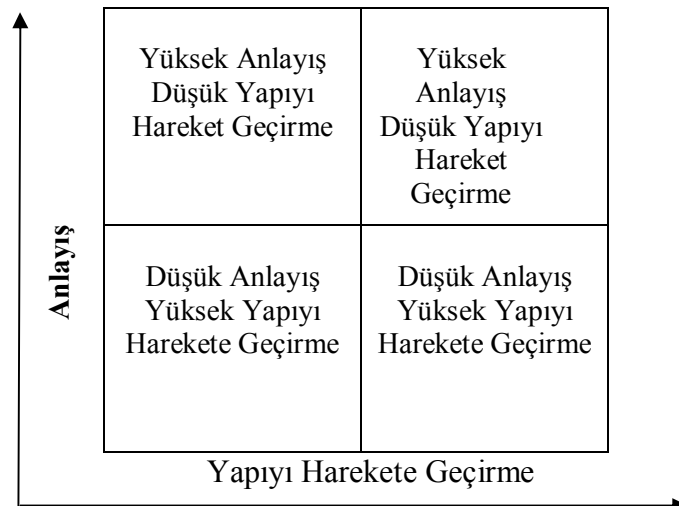 Yüksek Anlayış
Düşük Yapıyı
Hareket Geçirme
Yüksek
Anlayış
Düşük Yapıyı
Hareket
Geçirme
Anlayış
Düşük Anlayış
Yüksek Yapıyı
Harekete Geçirme
Düşük Anlayış
Yüksek Yapıyı
Harekete Geçirme
Yapıyı Harekete Geçirme